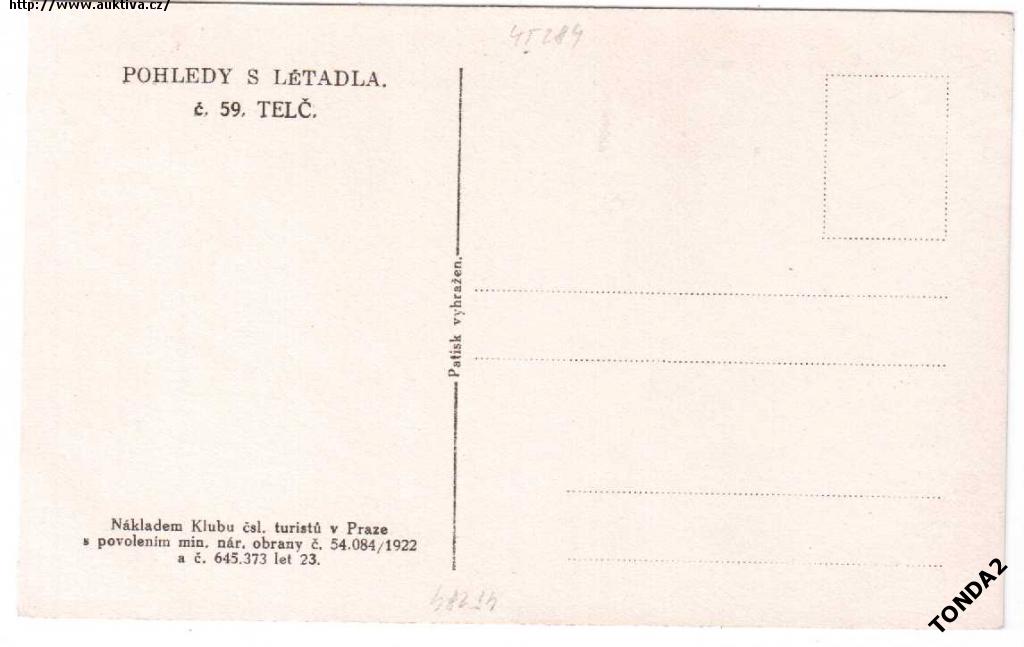 http://www.auktiva.cz/
45284
POHLEDY S LÉTADLA.
č. 59. TELČ.
Patisk vyhražen.
Nákladem Klubu čsl. turistů v Praze
s povolením min. nár. obrany č. 54.084/1922
a č. 645.373 let 23.
TONDA2